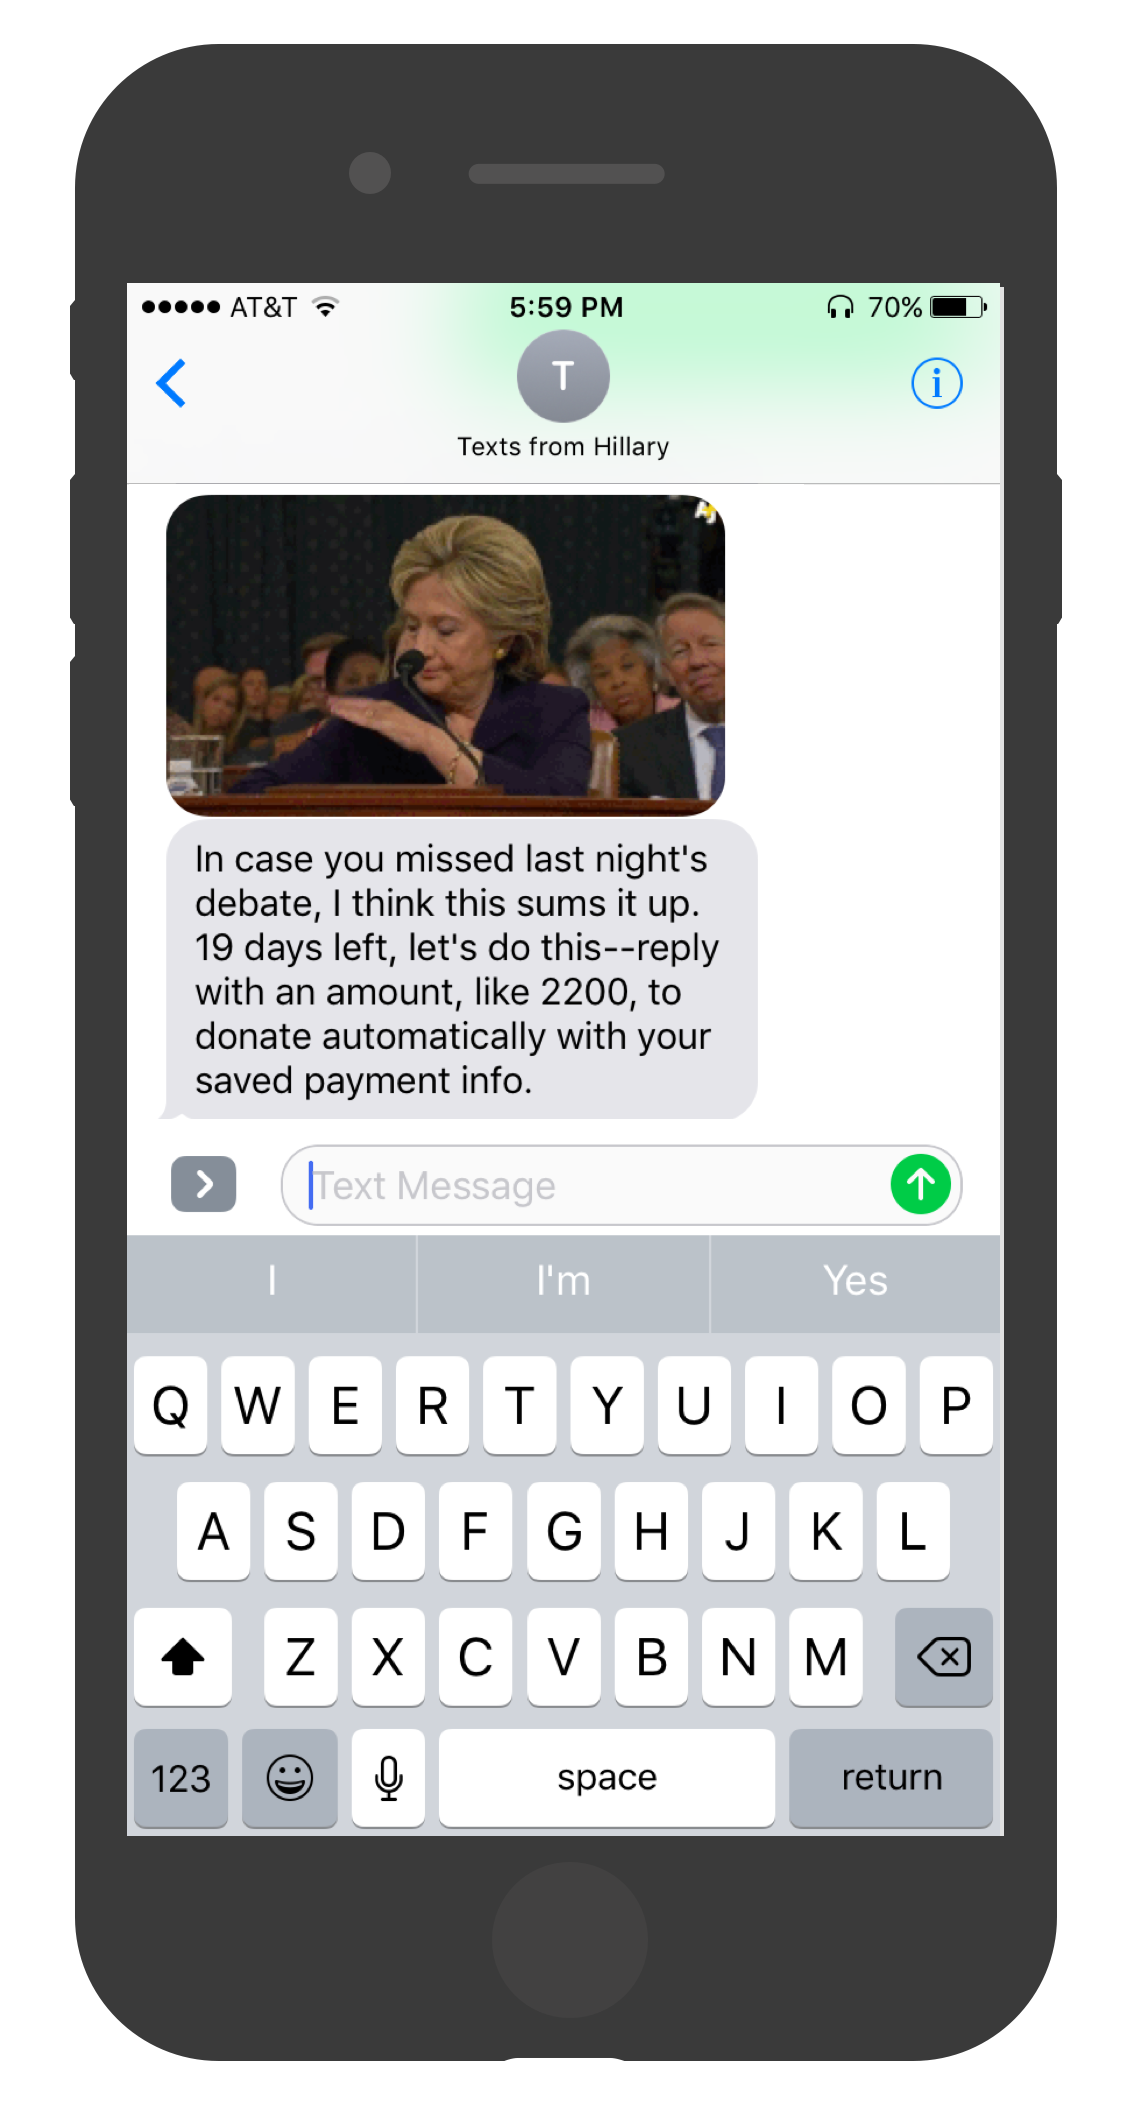 AT&T 5:59 PM 70%
T
Texts from Hillary
In case you missed last night's
debate, I think this sums it up.
19 days left, let's do this--reply
with an amount, like 2200, to
donate automatically with your
saved payment info.
Text Message
I I'm Yes
Q W E R T Y U I O P
A S D F G H J K L
Z X C V B N M
123 space return